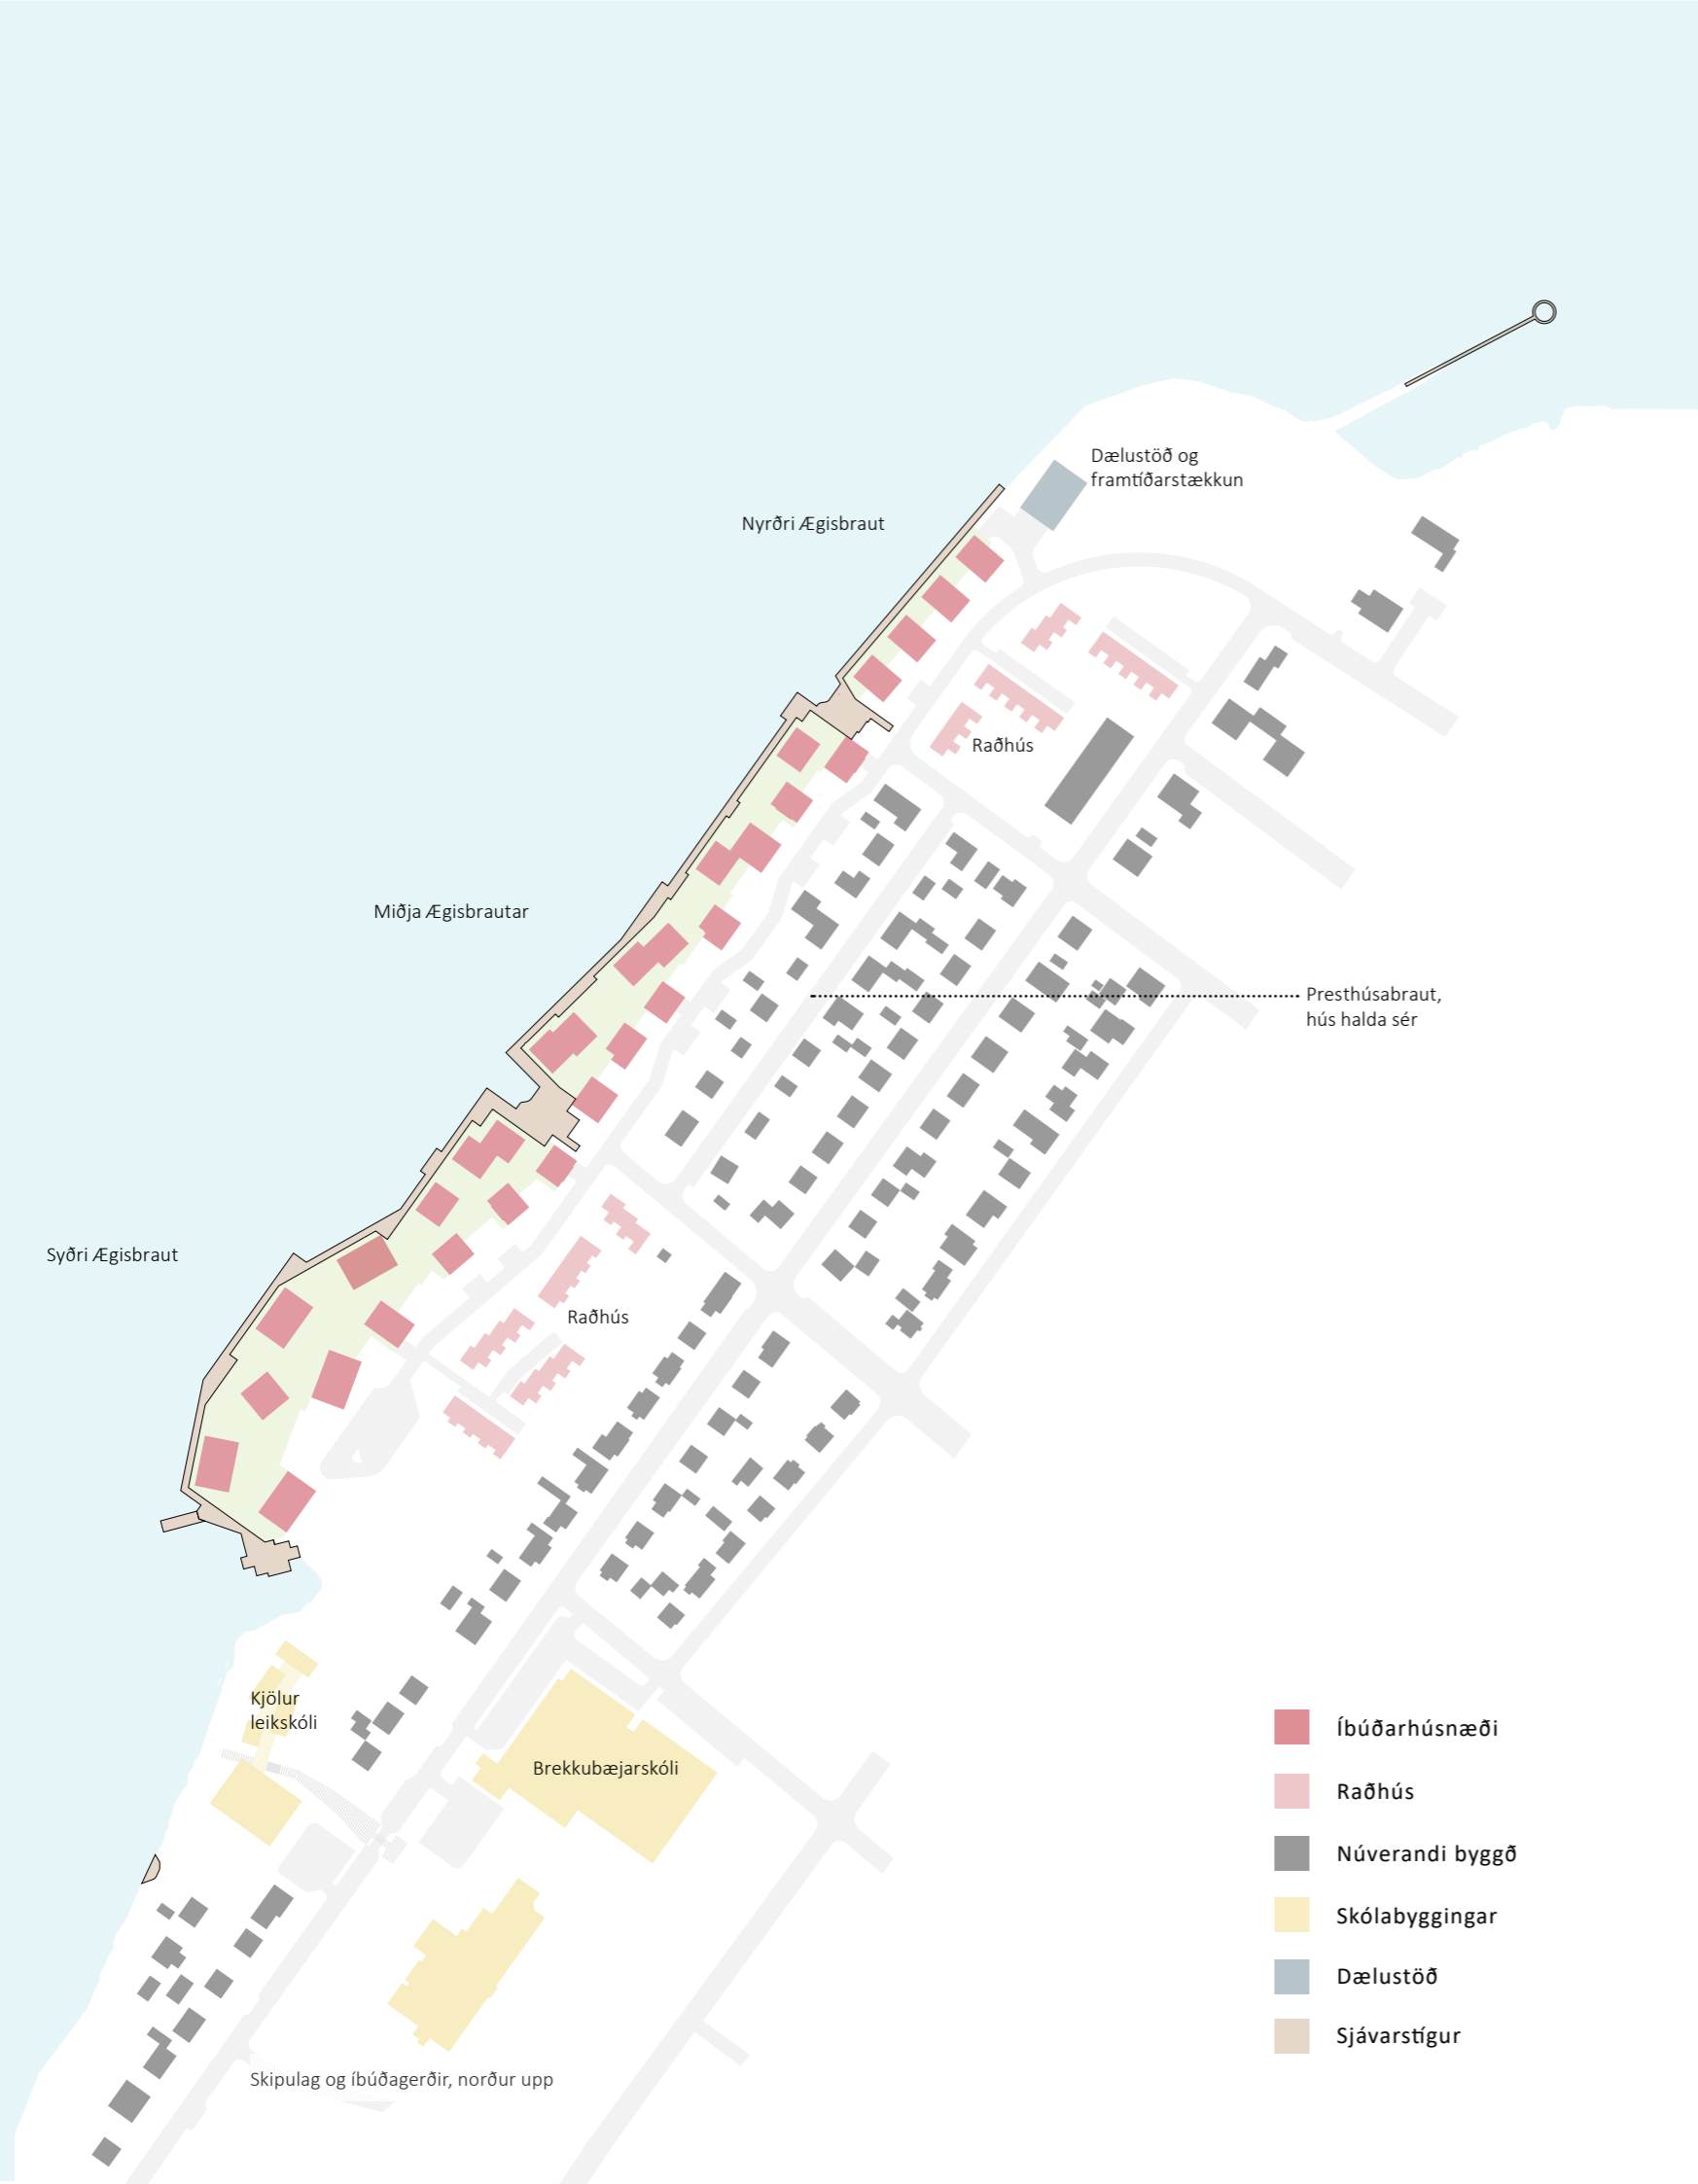 Dælustöð og
framtíðarstækkun
Nyrðri Ægisbraut
Raðhús
Miðja Ægisbrautar
Presthúsabraut,
hús halda sér
Syðri Ægisbraut
Raðhús
Kjölur
leikskóli
Brekkubæjarskóli
Íbúðarhúsnæði
Raðhús
Núverandi byggð
Skólabyggingar
Dælustöð
Sjávarstígur
Skipulag og íbúðagerðir, norður upp